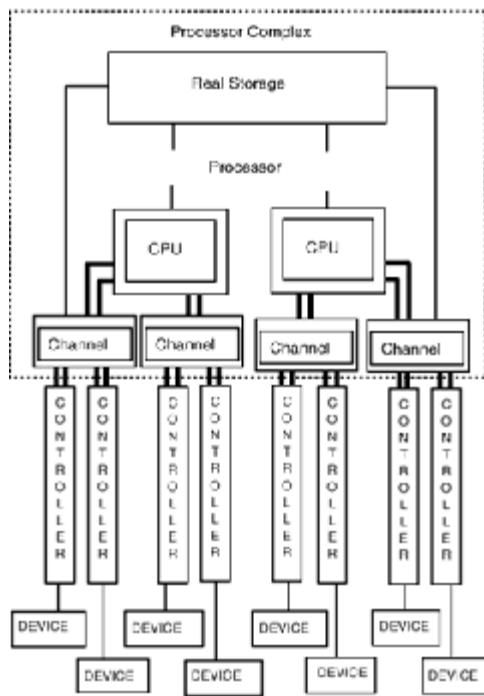 Processor Complex
Real Storage
Processor
CPU
CPU
Channel
Channel
Channel
Channel
CONTROLLER
CONTROLLER
CONTROLLER
CONTROLLER
CONTROLLER
CONTROLLER
CONTROLLER
CONTROLLER
DEVICE
DEVICE
DEVICE
DEVICE
DEVICE
DEVICE
DEVICE
DEVICE